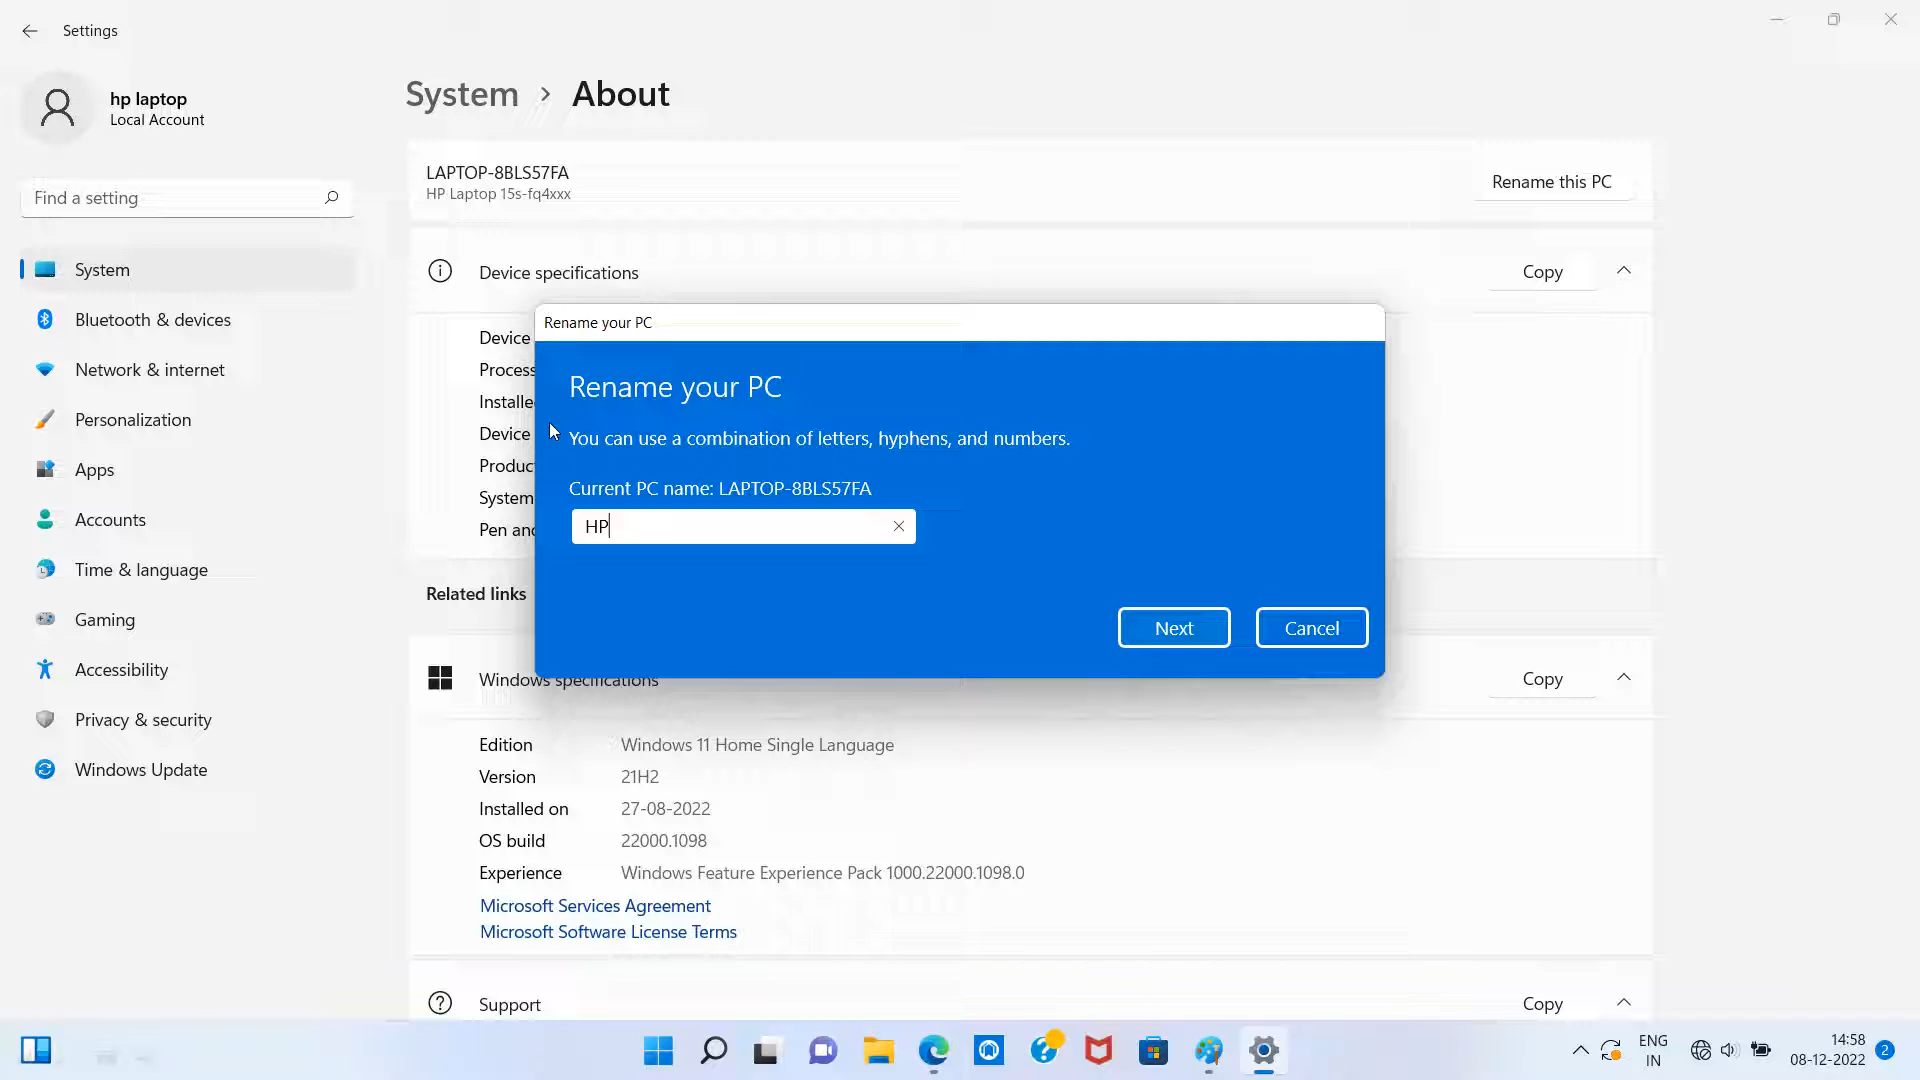 Settings
hp laptop
Local Account
Find a setting
System
Bluetooth & devices
Network & internet
Personalization
Apps
Accounts
Time & language
Gaming
Accessibility
Privacy & security
Windows Update
System > About
LAPTOP-8BLS57FA
HP Laptop 15s-fq4xxx
Rename this PC
Device specifications
Copy
Device
Process
Installe
Device
Produc
System
Pen and
Rename your PC
Rename your PC
You can use a combination of letters, hyphens, and numbers.
Current PC name: LAPTOP-8BLS57FA
HP
Next
Cancel
Related links
Windows specifications
Copy
Edition Windows 11 Home Single Language
Version 21H2
Installed on 27-08-2022
OS build 22000.1098
Experience Windows Feature Experience Pack 1000.22000.1098.0
Microsoft Services Agreement
Microsoft Software License Terms
Support
Copy
ENG
IN
14:58
08-12-2022
2